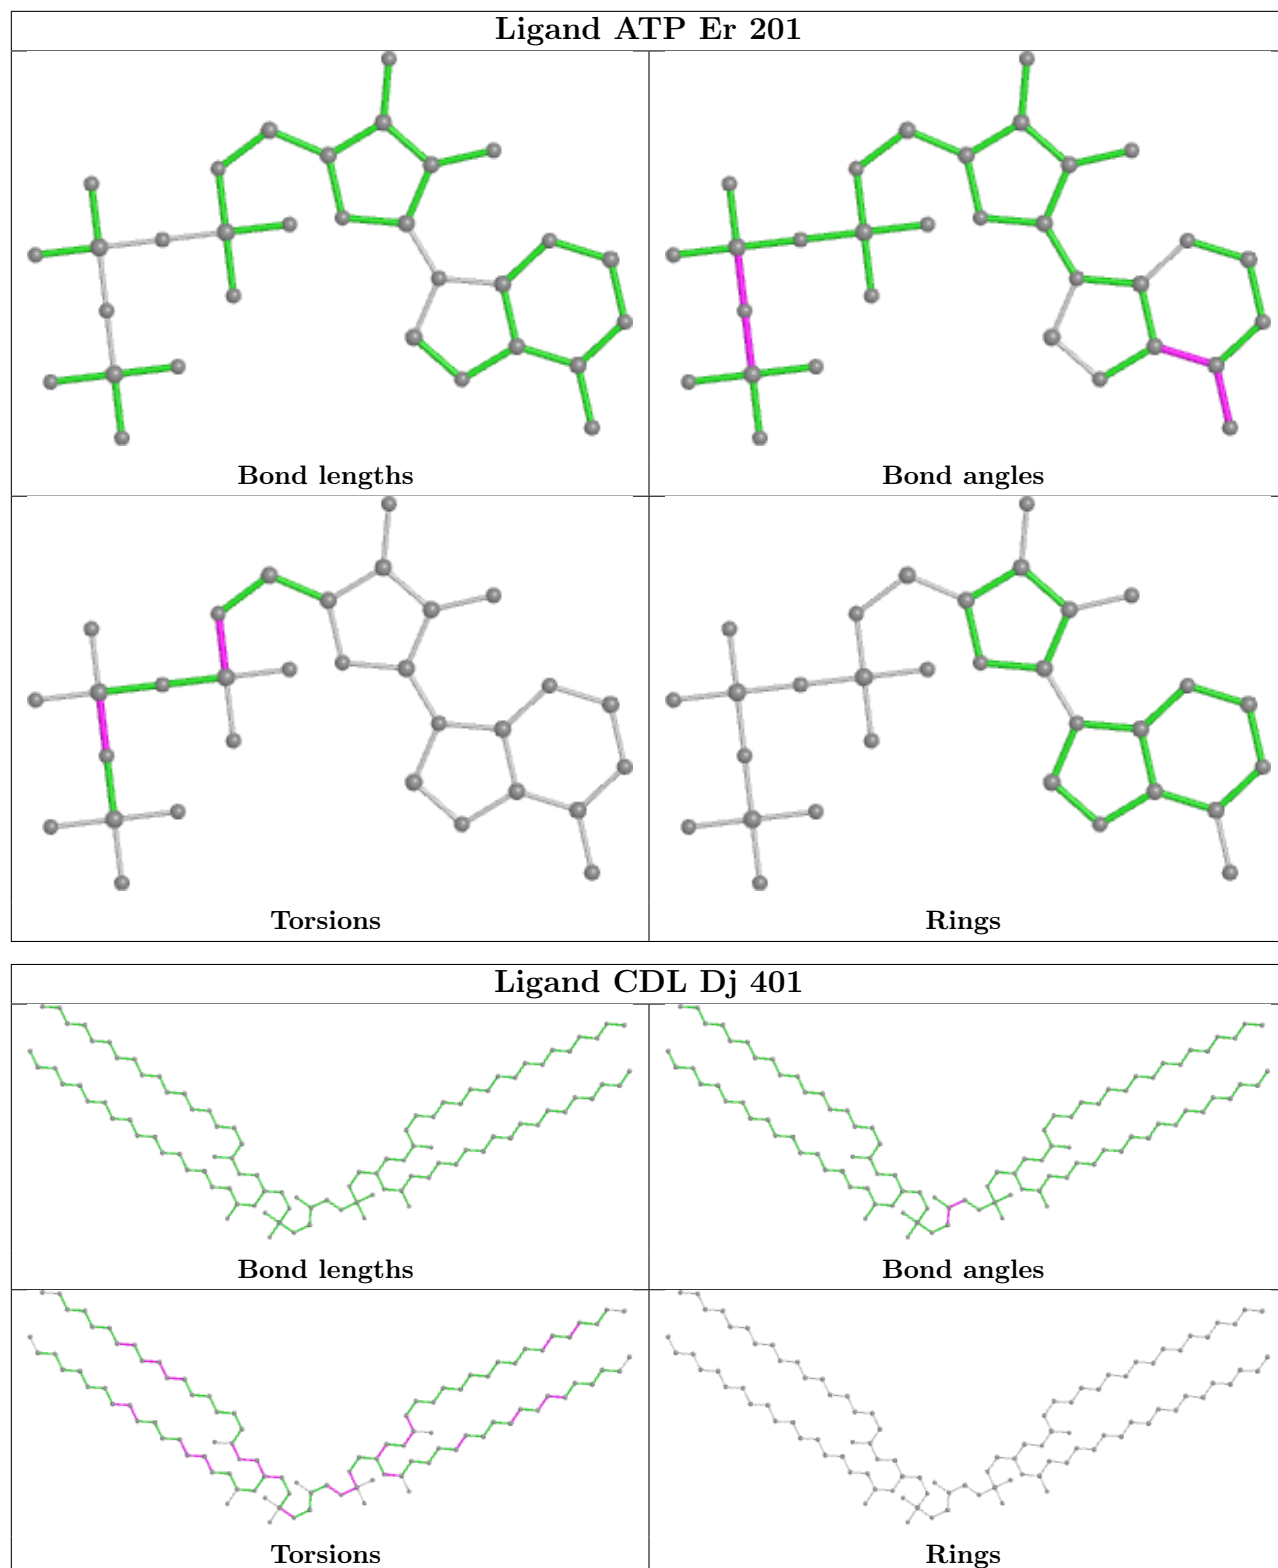 Ligand ATP Er 201
Bond lengths
Bond angles
Torsions
Rings
Ligand CDL Dj 401
Bond lengths
Bond angles
Torsions
Rings